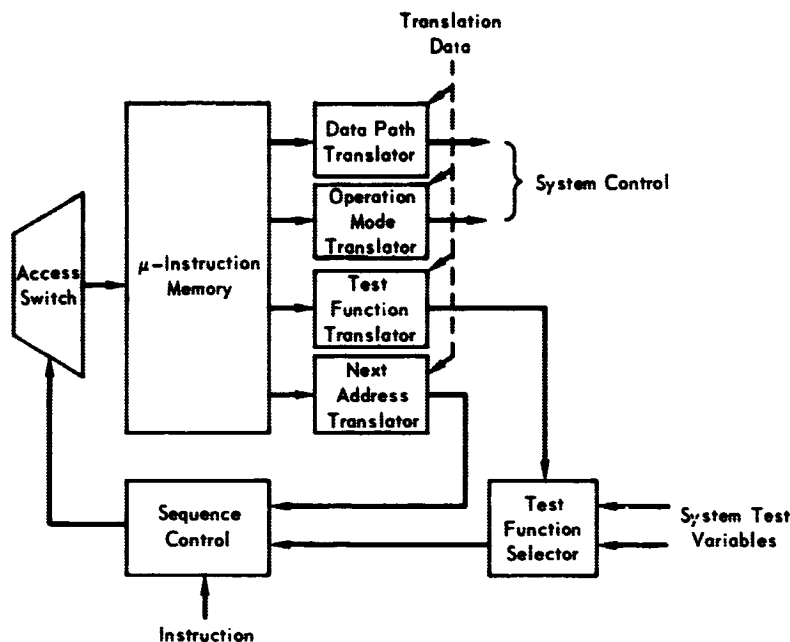 Translation
Data
Data Path
Translator
System Control
Operation
Mode
Translator
Access
Switch
μ-Instruction
Memory
Test
Function
Translator
Next
Address
Translator
Sequence
Control
Test
Function
Selector
System Test
Variables
Instruction